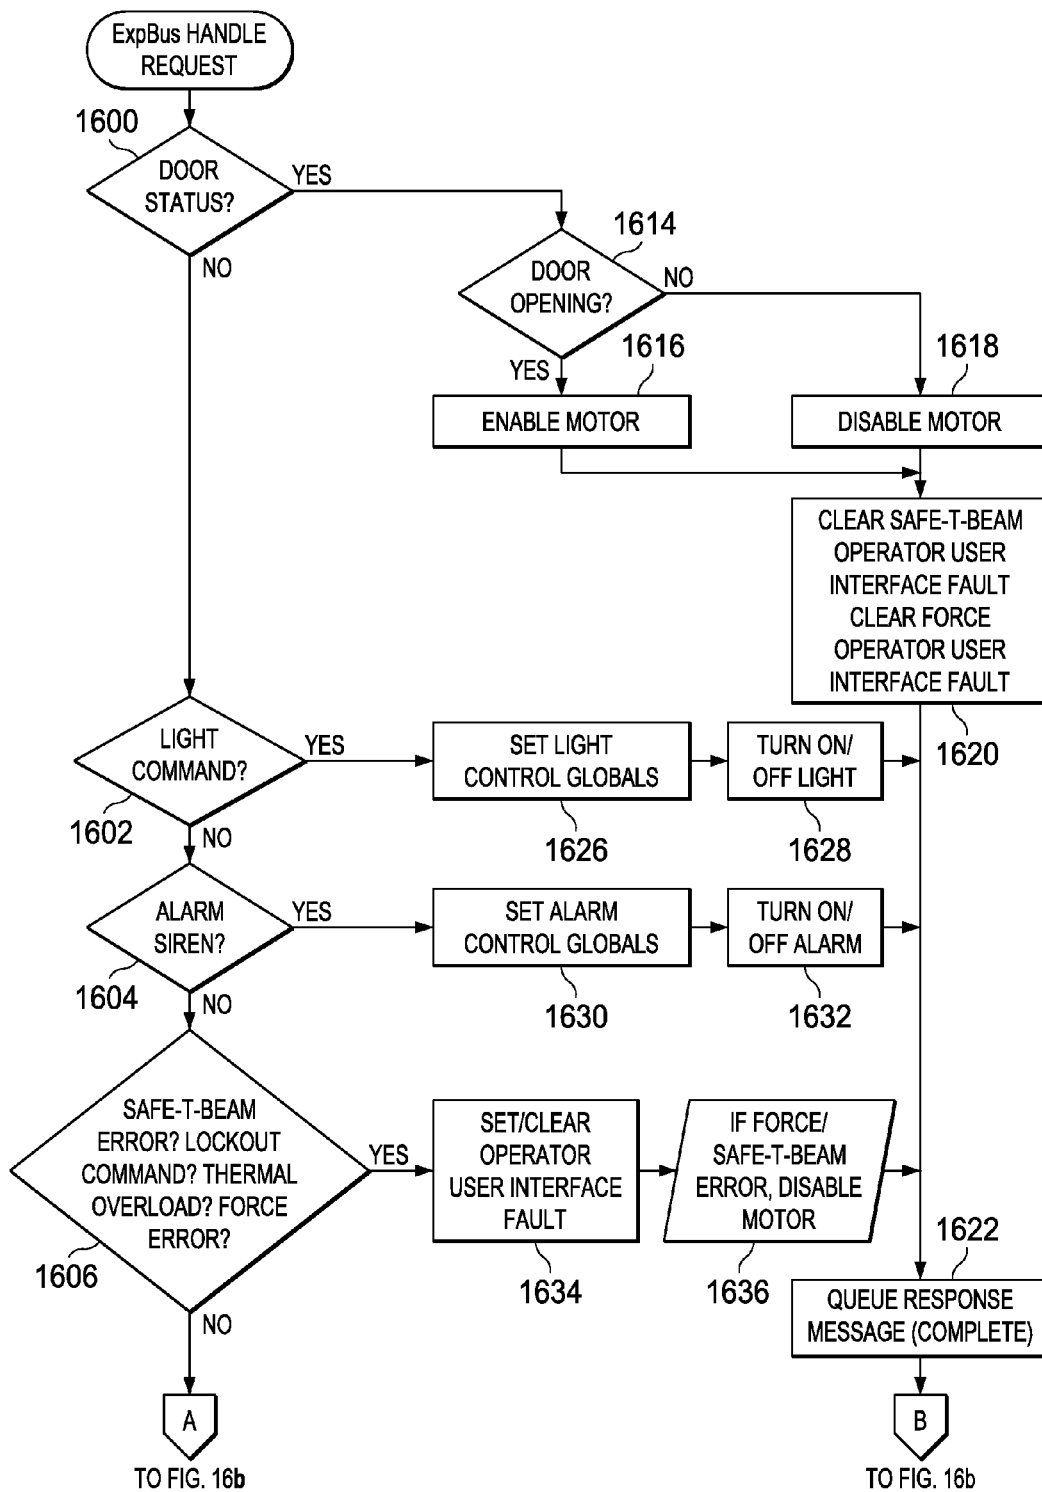 ExpBus HANDLE
REQUEST
1600
DOOR
STATUS?
YES
NO
1614
DOOR
OPENING?
NO
YES
1616
ENABLE MOTOR
1618
DISABLE MOTOR
CLEAR SAFE-T-BEAM
OPERATOR USER
INTERFACE FAULT
CLEAR FORCE
OPERATOR USER
INTERFACE FAULT
1620
LIGHT
COMMAND?
YES
1602
NO
SET LIGHT
CONTROL GLOBALS
1626
TURN ON/
OFF LIGHT
1628
ALARM
SIREN?
YES
1604
NO
SET ALARM
CONTROL GLOBALS
1630
TURN ON/
OFF ALARM
1632
SAFE-T-BEAM
ERROR? LOCKOUT
COMMAND? THERMAL
OVERLOAD? FORCE
ERROR?
YES
1606
NO
SET/CLEAR
OPERATOR
USER INTERFACE
FAULT
1634
IF FORCE/
SAFE-T-BEAM
ERROR, DISABLE
MOTOR
1636
1622
QUEUE RESPONSE
MESSAGE (COMPLETE)
A
TO FIG. 16b
B
TO FIG. 16b